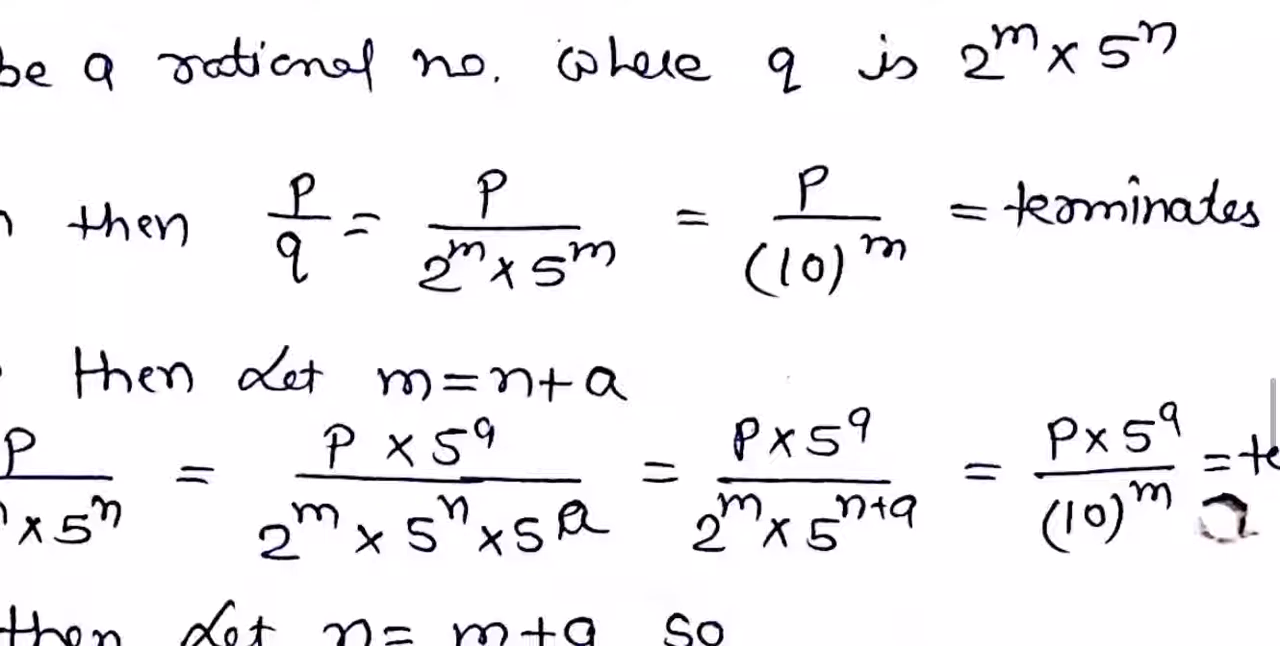 be a rational no. where q is 2^m × 5^n
then p/q = p/(2^m × 5^m) = p/(10)^m = terminates
then Let m = n + a
p/( × 5^n) = (p × 5^a)/(2^m × 5^n × 5^a) = (p × 5^a)/(2^m × 5^(n+a)) = (p × 5^a)/(10)^m = te
then Let n = m + a so